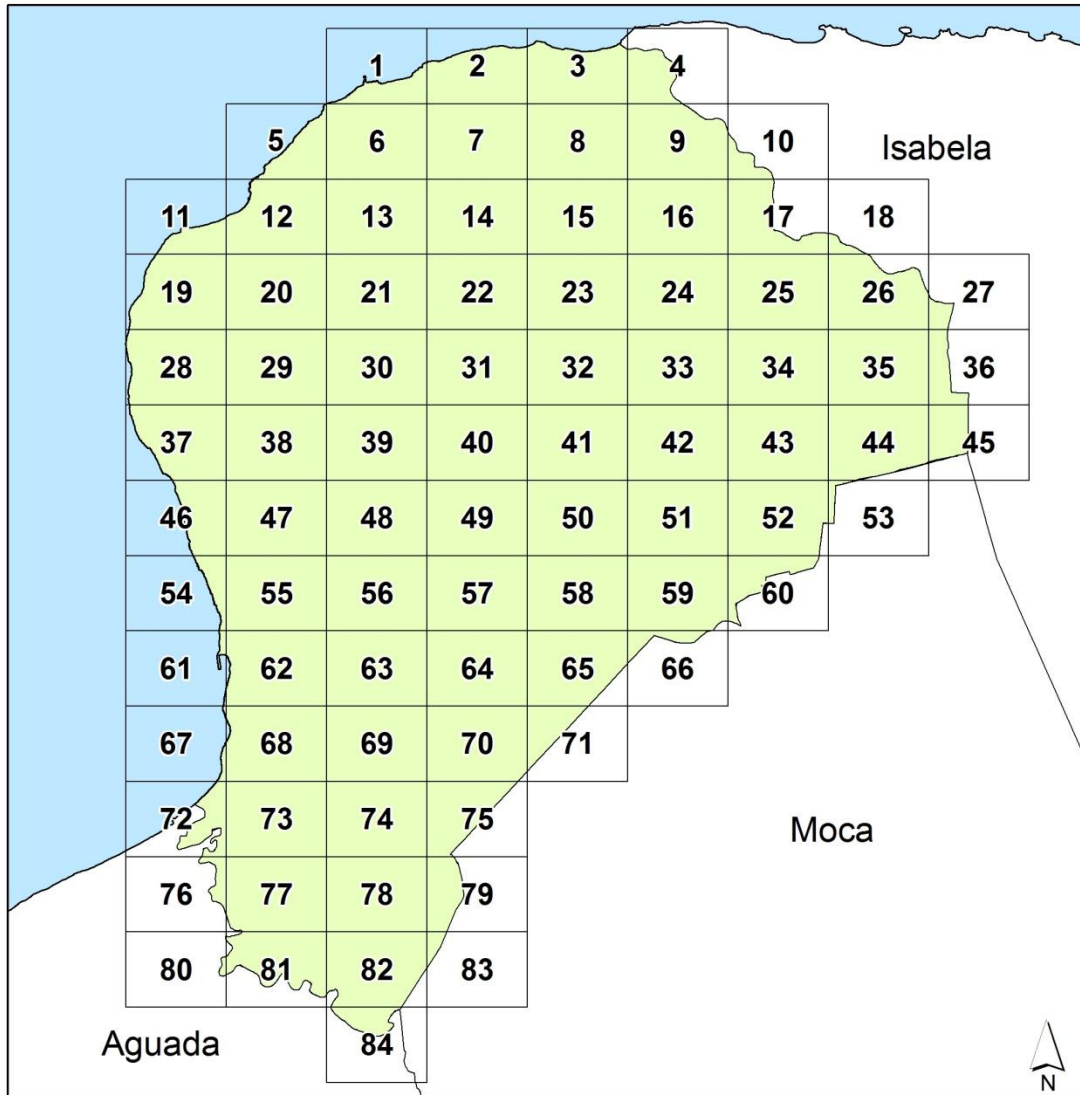 1 2 3 4
5 6 7 8 9 10
Isabela
11 12 13 14 15 16 17 18
19 20 21 22 23 24 25 26 27
28 29 30 31 32 33 34 35 36
37 38 39 40 41 42 43 44 45
46 47 48 49 50 51 52 53
54 55 56 57 58 59 60
61 62 63 64 65 66
67 68 69 70 71
72 73 74 75
Moca
76 77 78 79
80 81 82 83
Aguada
84
N